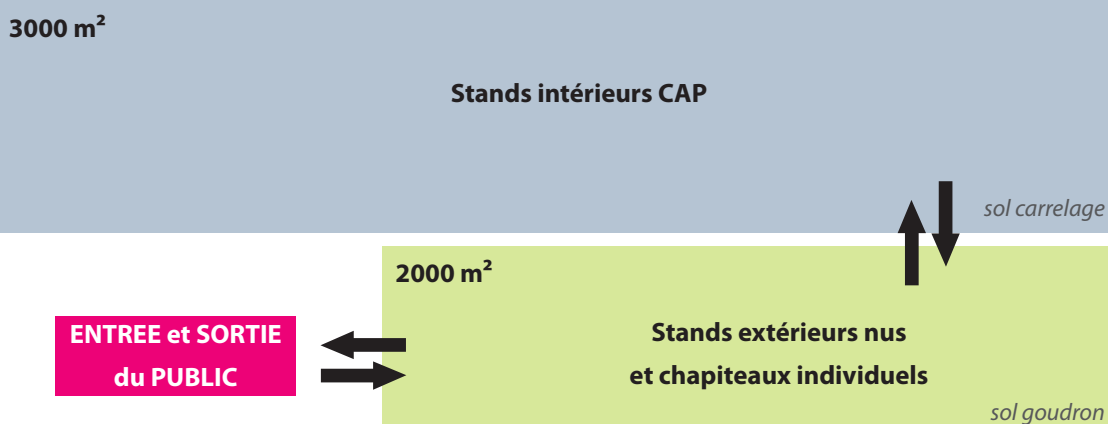 3000 m²
Stands intérieurs CAP
sol carrelage
2000 m²
ENTREE et SORTIE
du PUBLIC
Stands extérieurs nus
et chapiteaux individuels
sol goudron